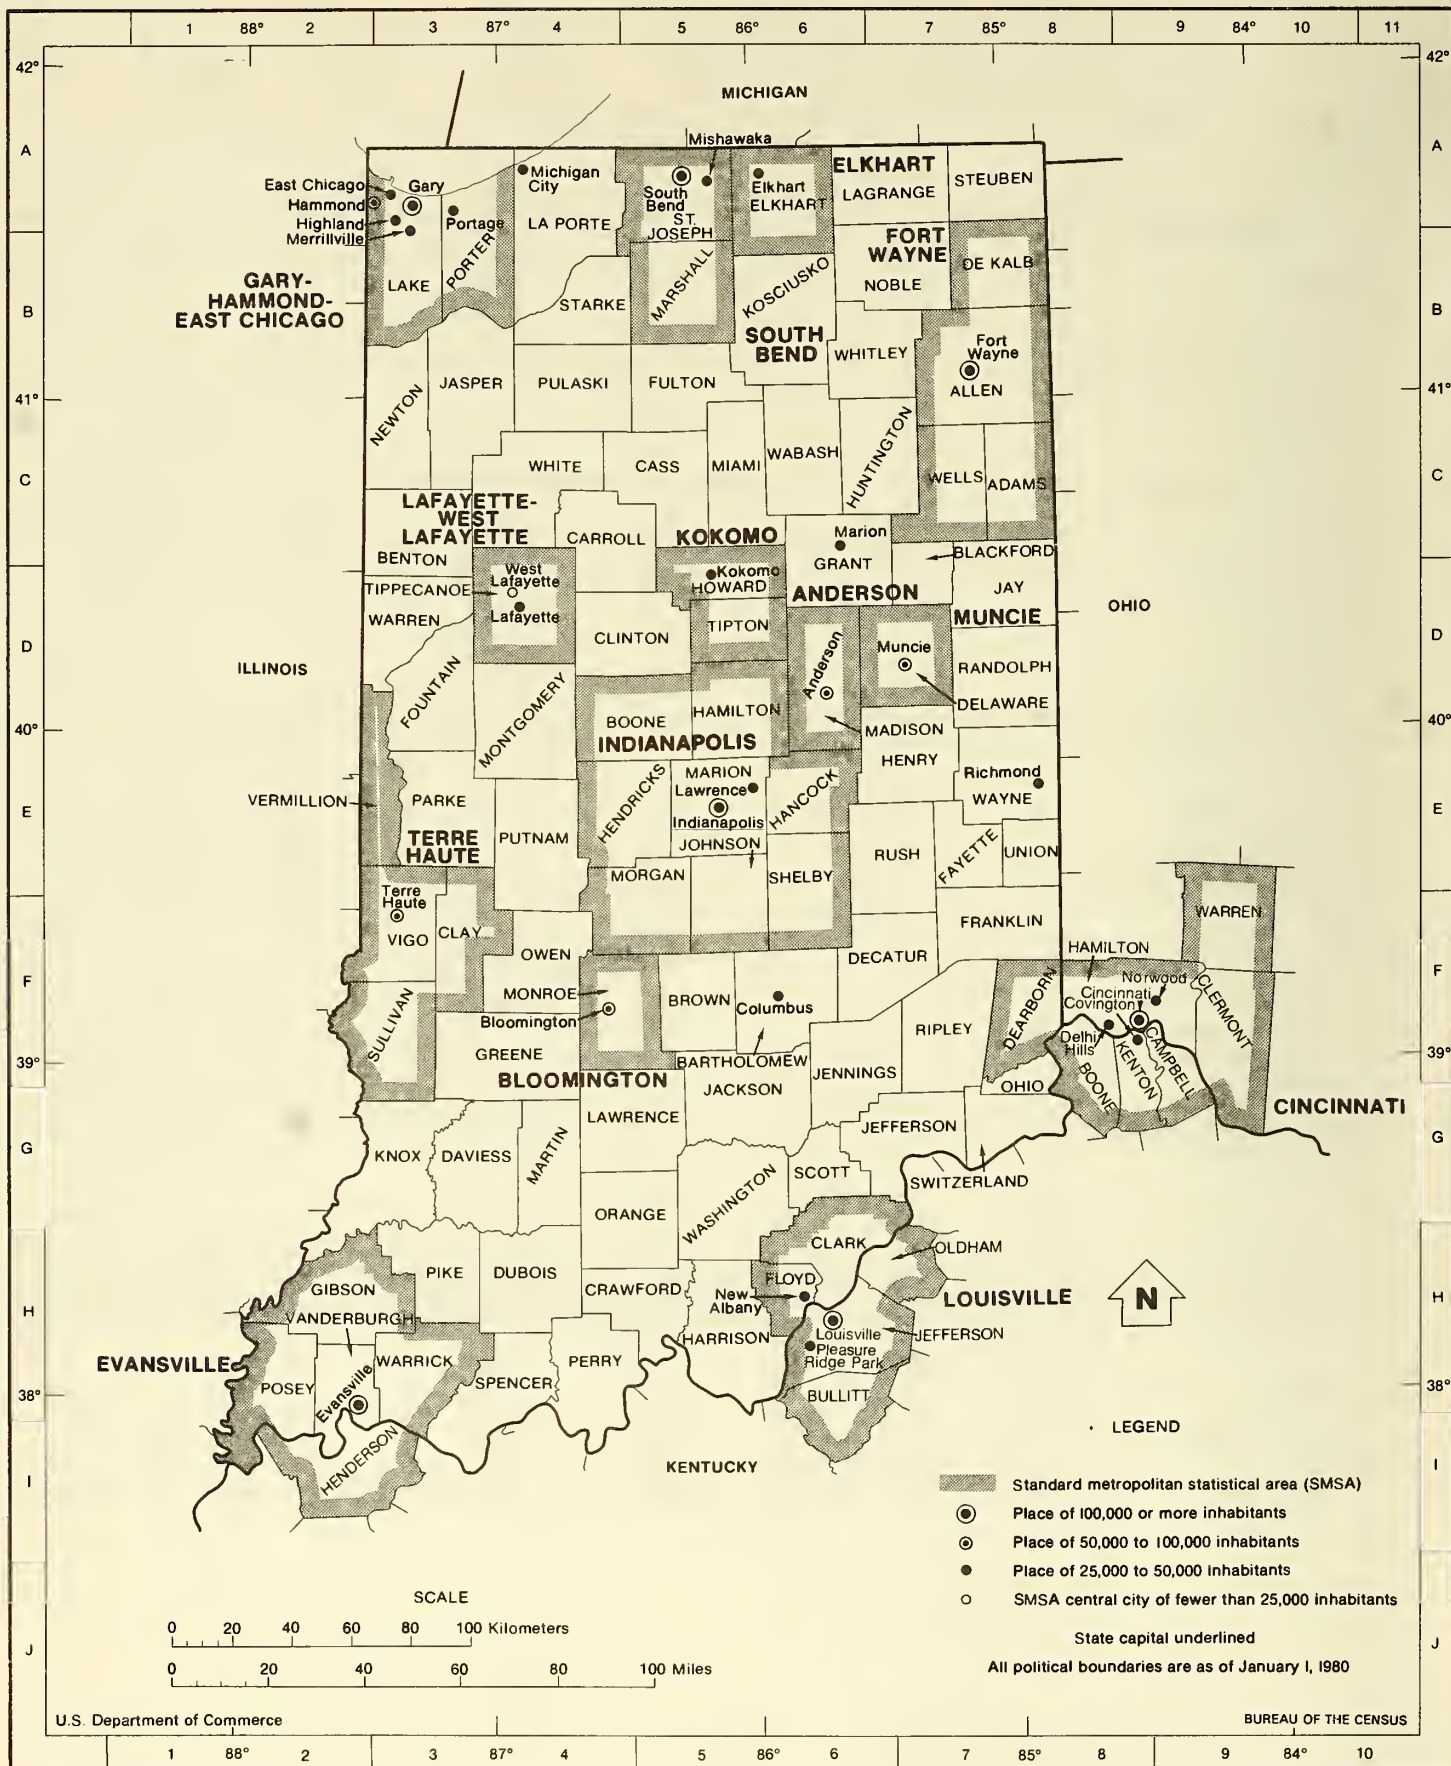 1 88° 2 3 87° 4 5 86° 6 7 85° 8 9 84° 10 11
42°
42°
MICHIGAN
A
A
Mishawaka
ELKHART
East Chicago
Gary
Michigan
City
Elkhart
ELKHART
LAGRANGE
STEUBEN
Hammond
South
Bend
Highland
Portage
LA PORTE
ST.
JOSEPH
Merrillville
FORT
WAYNE
DE KALB
GARY-
HAMMOND-
EAST CHICAGO
LAKE
PORTER
STARKE
MARSHALL
KOSCIUSKO
NOBLE
B
B
SOUTH
BEND
WHITLEY
Fort
Wayne
ALLEN
JASPER
PULASKI
FULTON
41°
41°
NEWTON
WHITE
CASS
MIAMI
WABASH
HUNTINGTON
WELLS
ADAMS
C
C
LAFAYETTE-
WEST
LAFAYETTE
CARROLL
KOKOMO
Marion
GRANT
BLACKFORD
BENTON
West
Lafayette
Kokomo
HOWARD
JAY
TIPPECANOE
ANDERSON
OHIO
Lafayette
WARREN
CLINTON
TIPTON
MUNCIE
D
D
ILLINOIS
FOUNTAIN
Anderson
Muncie
RANDOLPH
MONTGOMERY
BOONE
HAMILTON
DELAWARE
40°
40°
INDIANAPOLIS
MADISON
HENRY
MARION
Lawrence
HENDRICKS
HANCOCK
Richmond
WAYNE
VERMILLION
PARKE
E
E
Indianapolis
TERRE
HAUTE
PUTNAM
JOHNSON
RUSH
FAYETTE
UNION
MORGAN
SHELBY
Terre
Haute
VIGO
CLAY
OWEN
FRANKLIN
WARREN
DECATUR
HAMILTON
F
F
MONROE
BROWN
Columbus
Norwood
Cincinnati
Covington
CLERMONT
Bloomington
DEARBORN
SULLIVAN
RIPLEY
Delhi
Hills
GREENE
BARTHOLOMEW
KENTON
CAMPBELL
39°
39°
BLOOMINGTON
JACKSON
JENNINGS
OHIO
BOONE
CINCINNATI
LAWRENCE
JEFFERSON
G
G
KNOX
DAVIESS
MARTIN
SCOTT
SWITZERLAND
WASHINGTON
ORANGE
CLARK
OLDHAM
GIBSON
PIKE
DUBOIS
CRAWFORD
FLOYD
New
Albany
LOUISVILLE
N
H
H
VANDERBURGH
HARRISON
JEFFERSON
Louisville
Pleasure
Ridge Park
EVANSVILLE
WARRICK
PERRY
POSEY
Evansville
SPENCER
BULLITT
38°
38°
LEGEND
HENDERSON
KENTUCKY
I
I
Standard metropolitan statistical area (SMSA)
Place of 100,000 or more inhabitants
Place of 50,000 to 100,000 inhabitants
Place of 25,000 to 50,000 inhabitants
SMSA central city of fewer than 25,000 inhabitants
SCALE
0 20 40 60 80 100 Kilometers
State capital underlined
J
J
0 20 40 60 80 100 Miles
All political boundaries are as of January 1, 1980
U.S. Department of Commerce
BUREAU OF THE CENSUS
1 88° 2 3 87° 4 5 86° 6 7 85° 8 9 84° 10